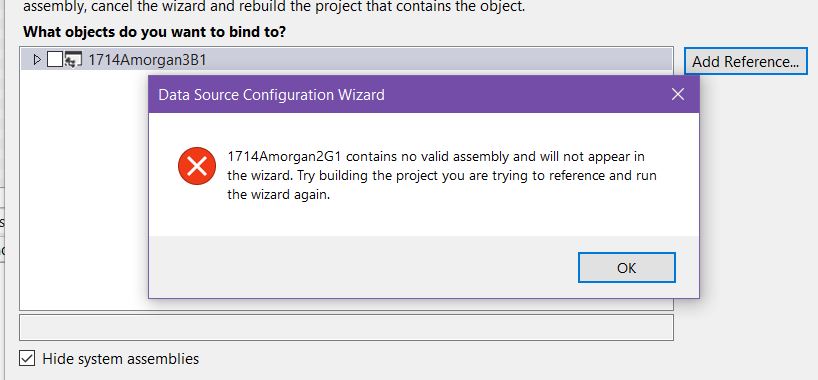 assembly, cancel the wizard and rebuild the project that contains the object.
What objects do you want to bind to?
1714Amorgan3B1
Add Reference...
Data Source Configuration Wizard
1714Amorgan2G1 contains no valid assembly and will not appear in
the wizard. Try building the project you are trying to reference and run
the wizard again.
OK
Hide system assemblies